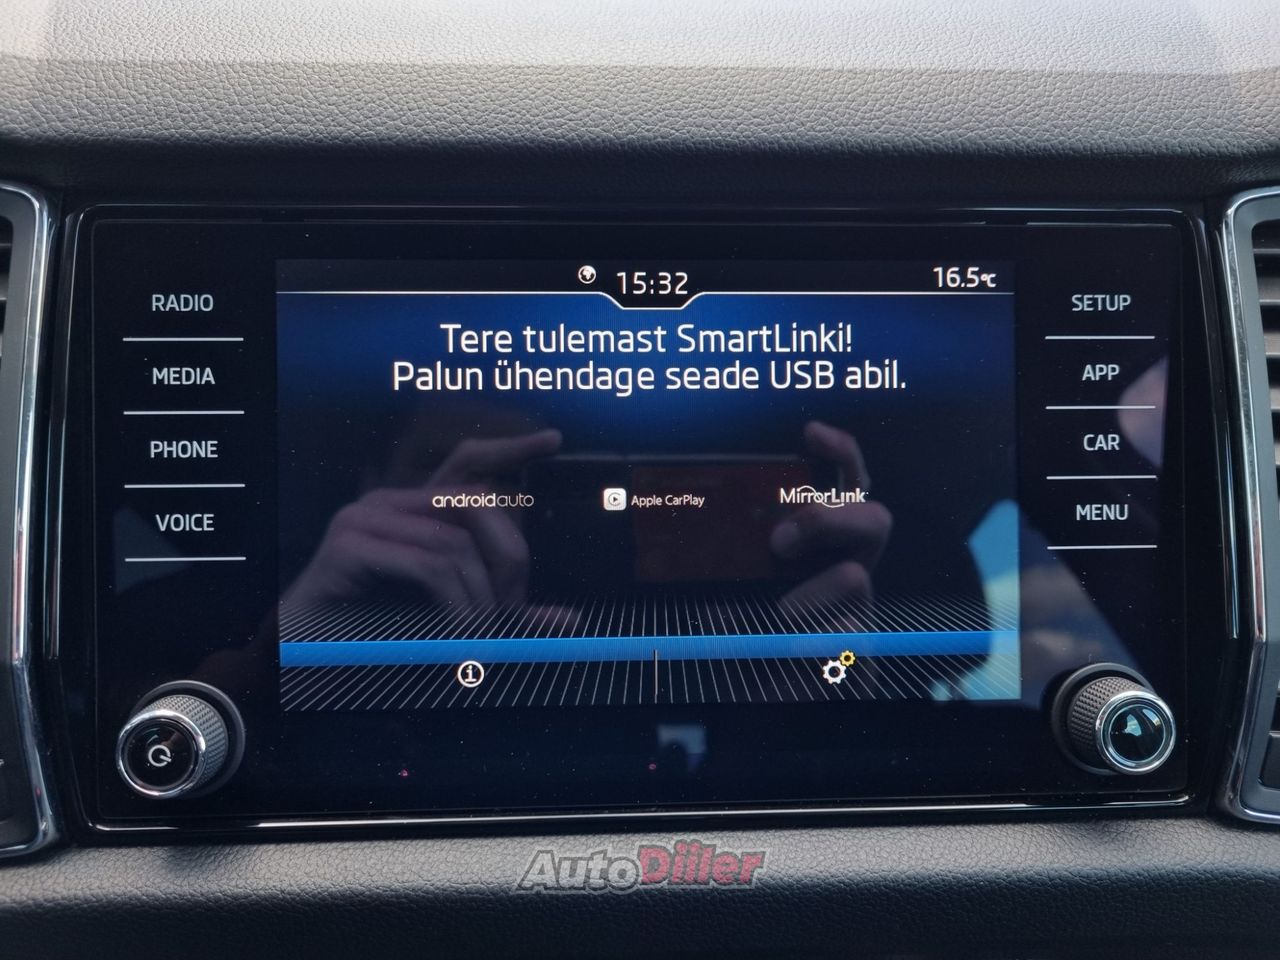 15:32
16.5°C
RADIO
MEDIA
PHONE
VOICE
Tere tulemast SmartLinki!
Palun ühendage seade USB abil.
androidauto
Apple CarPlay
MirrorLink
SETUP
APP
CAR
MENU
AutoDiiler